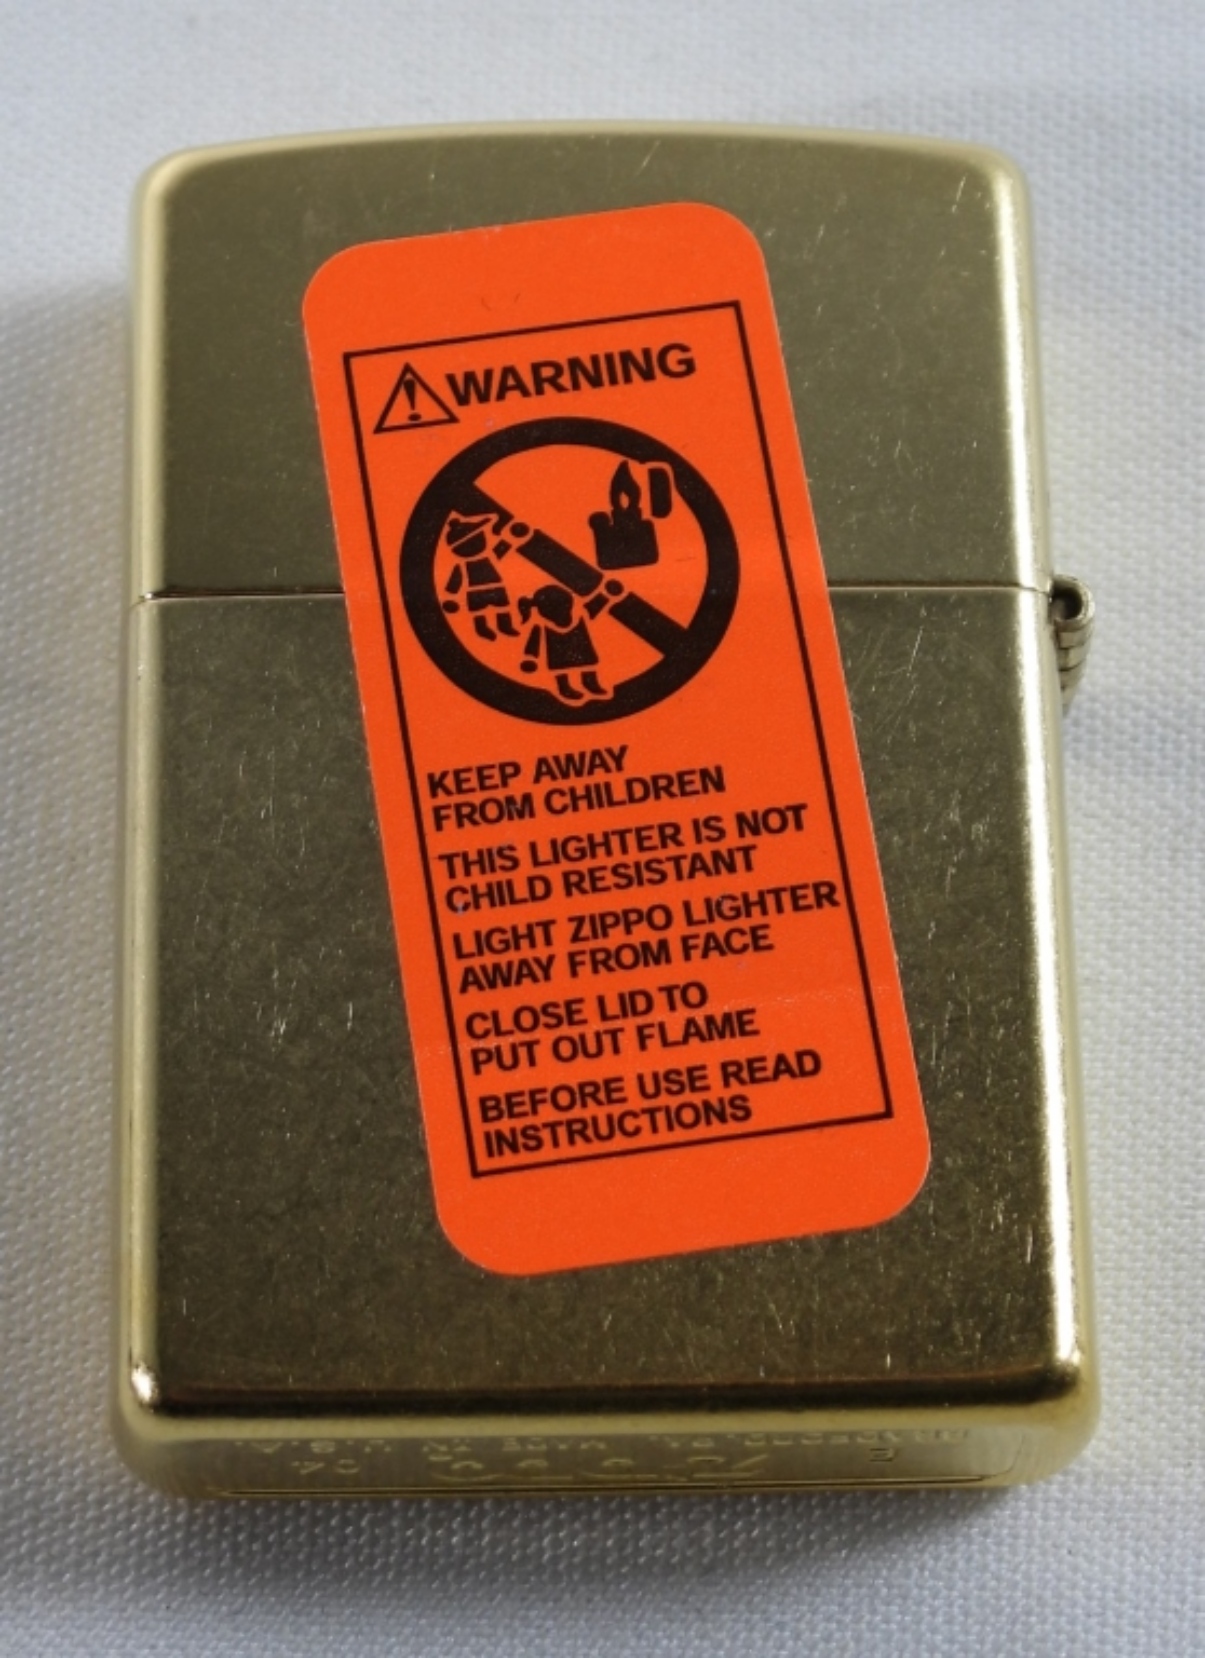 WARNING
KEEP AWAY
FROM CHILDREN
THIS LIGHTER IS NOT
CHILD RESISTANT
LIGHT ZIPPO LIGHTER
AWAY FROM FACE
CLOSE LID TO
PUT OUT FLAME
BEFORE USE READ
INSTRUCTIONS